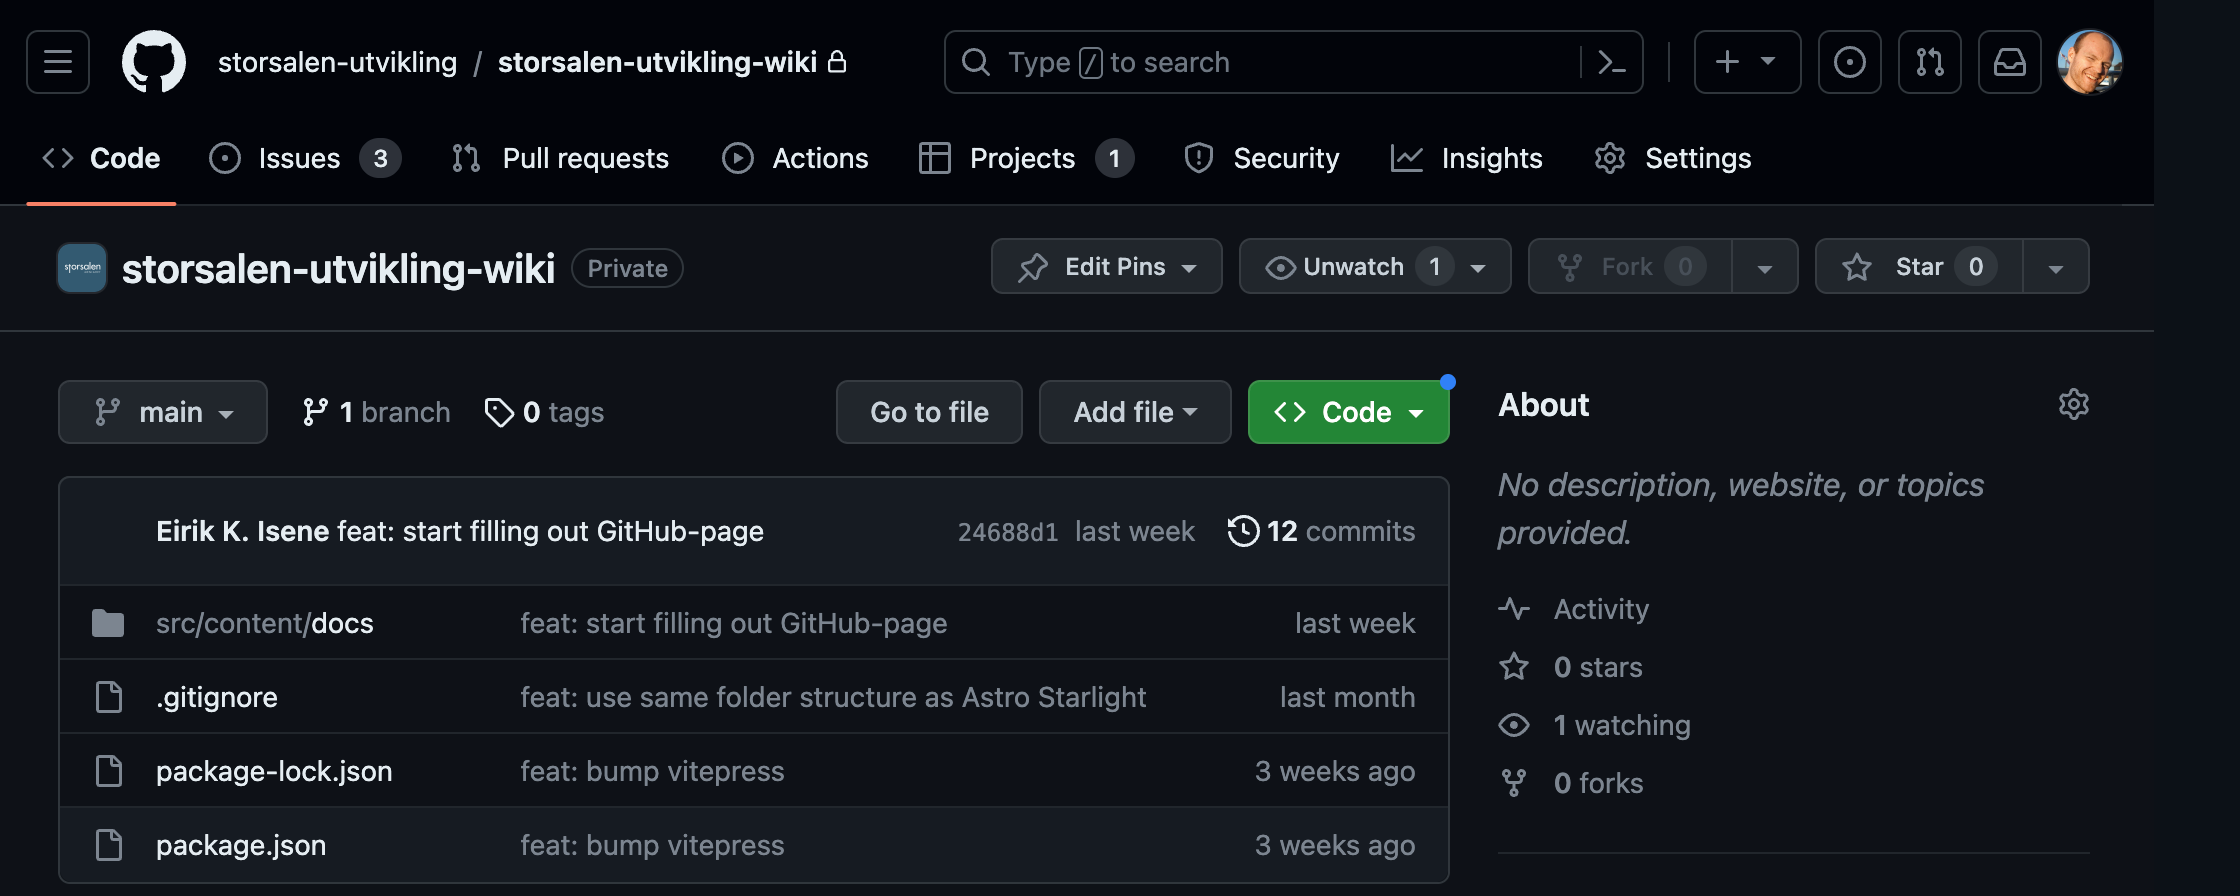 storsalen-utvikling / storsalen-utvikling-wiki
Type / to search
Code
Issues 3
Pull requests
Actions
Projects 1
Security
Insights
Settings
storsalen
storsalen-utvikling-wiki
Private
Edit Pins
Unwatch 1
Fork 0
Star 0
main
1 branch
0 tags
Go to file
Add file
Code
Eirik K. Isene feat: start filling out GitHub-page 24688d1 last week 12 commits
src/content/docs feat: start filling out GitHub-page last week
.gitignore feat: use same folder structure as Astro Starlight last month
package-lock.json feat: bump vitepress 3 weeks ago
package.json feat: bump vitepress 3 weeks ago
About
No description, website, or topics
provided.
Activity
0 stars
1 watching
0 forks